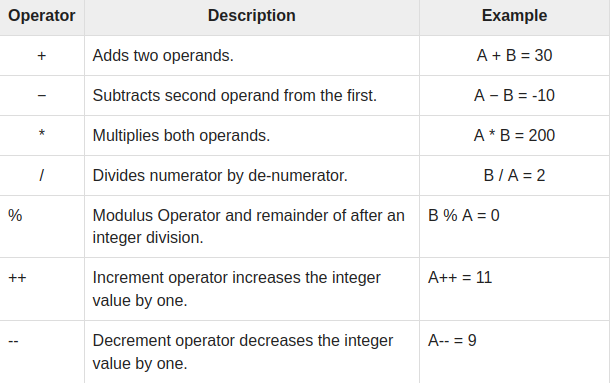 Operator Description Example
+ Adds two operands. A + B = 30
− Subtracts second operand from the first. A − B = -10
* Multiplies both operands. A * B = 200
/ Divides numerator by de-numerator. B / A = 2
% Modulus Operator and remainder of after an B % A = 0
integer division.
++ Increment operator increases the integer A++ = 11
value by one.
-- Decrement operator decreases the integer A-- = 9
value by one.